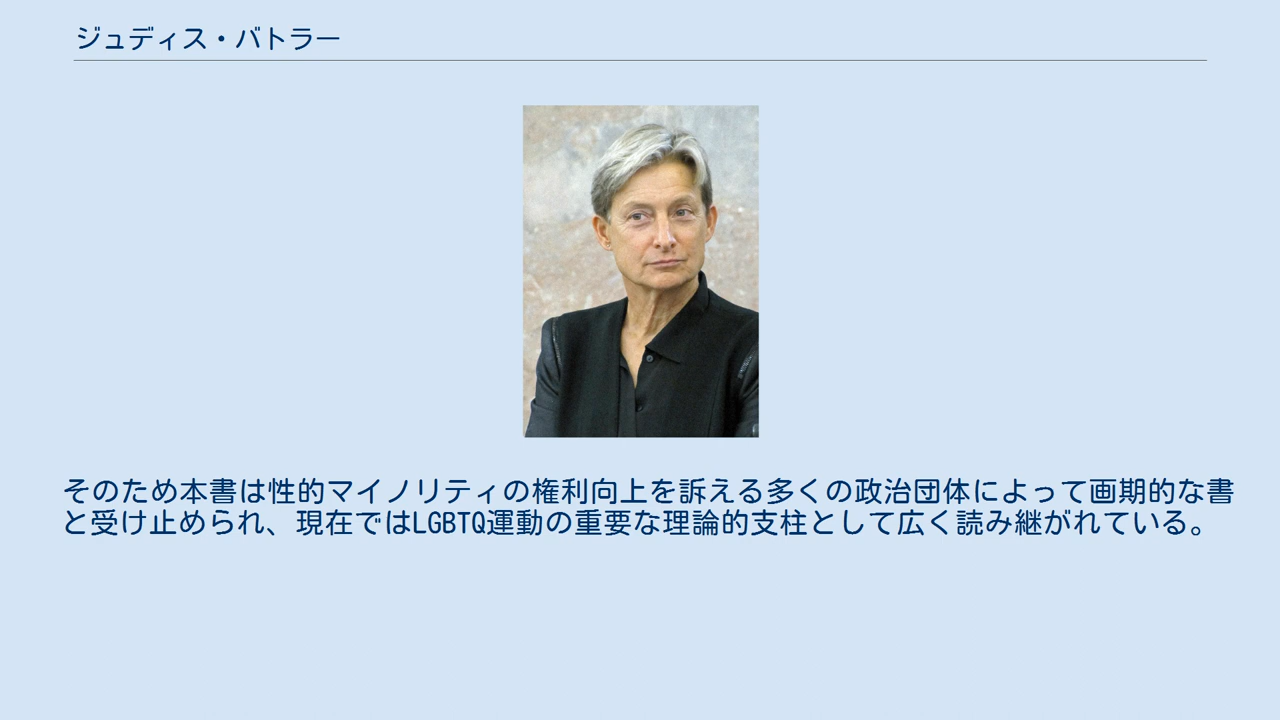 ジュディス・バトラー
そのため本書は性的マイノリティの権利向上を訴える多くの政治団体によって画期的な書
と受け止められ、現在ではLGBTQ運動の重要な理論的支柱として広く読み継がれている。